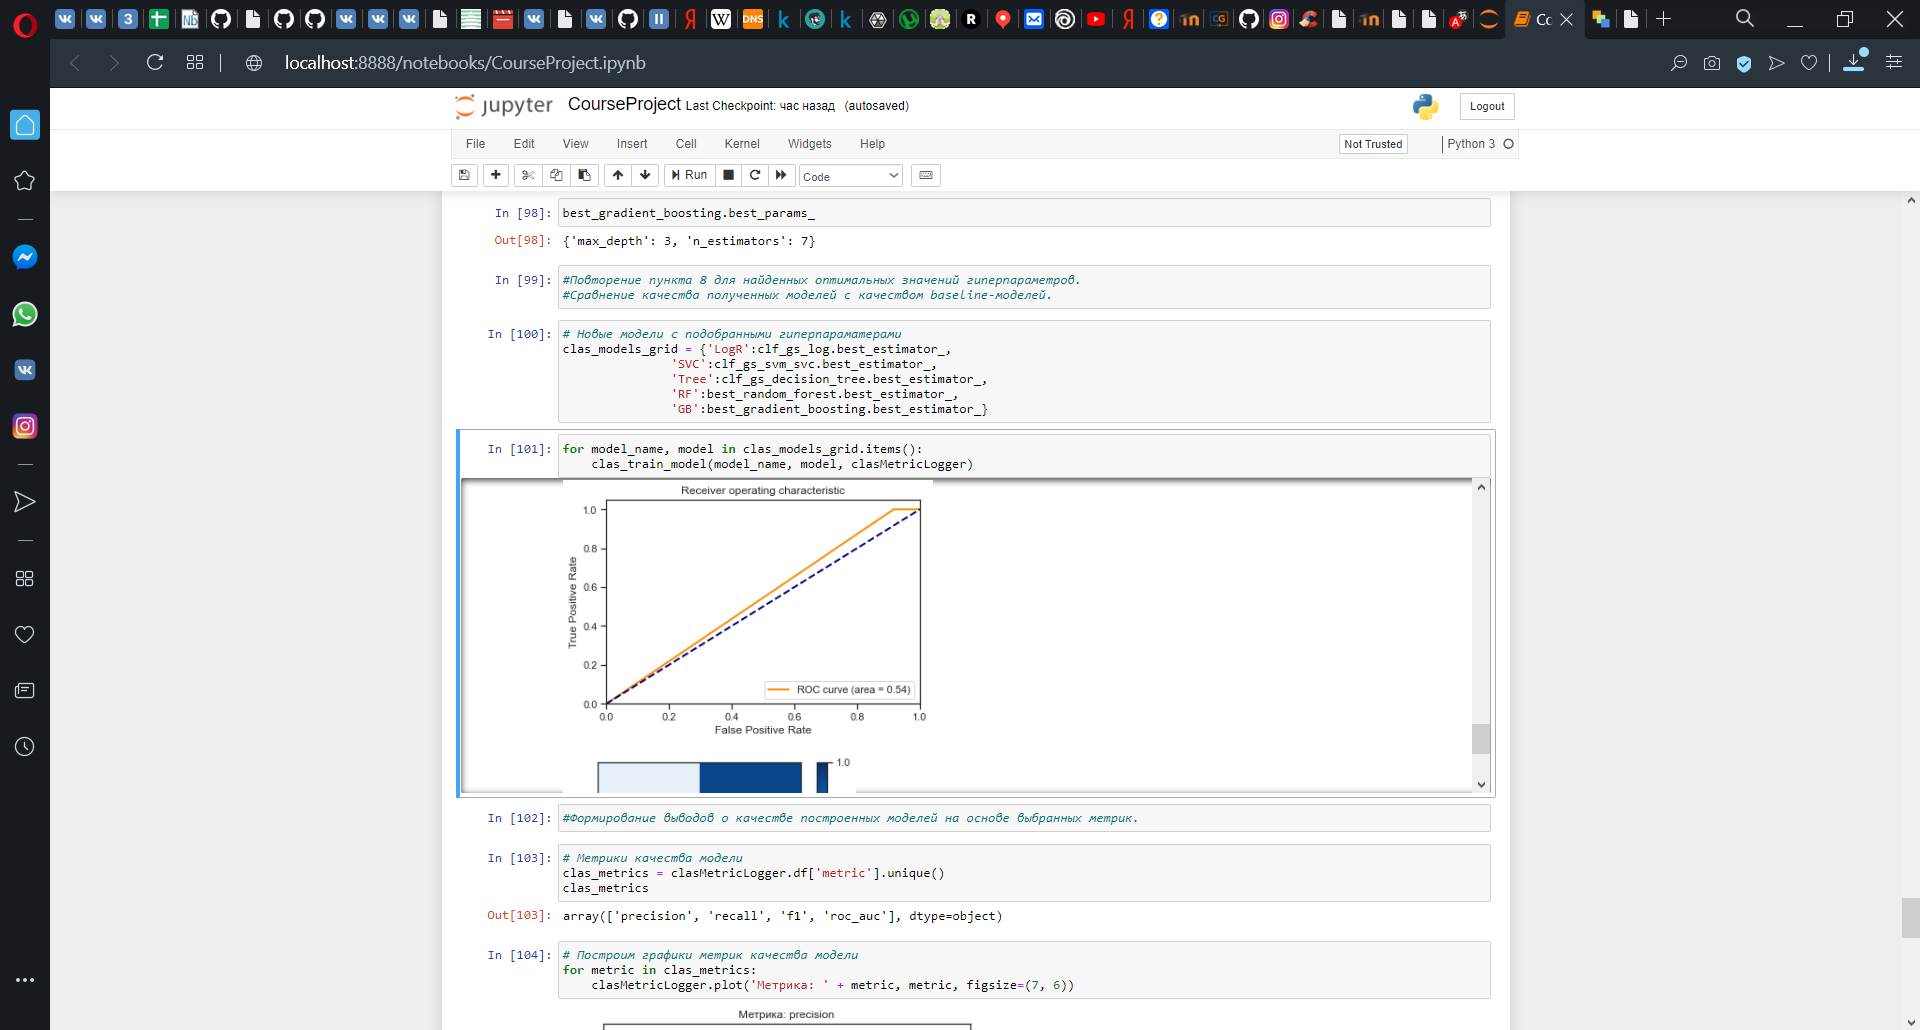 Cc
localhost:8888/notebooks/CourseProject.ipynb
jupyter CourseProject Last Checkpoint: час назад (autosaved)
Logout
File Edit View Insert Cell Kernel Widgets Help
Not Trusted
Python 3
Run
Code
In [98]: best_gradient_boosting.best_params_
Out[98]: {'max_depth': 3, 'n_estimators': 7}
In [99]: #Повторение пункта 8 для найденных оптимальных значений гиперпараметров.
#Сравнение качества полученных моделей с качеством baseline-моделей.
In [100]: # Новые модели с подобранными гиперпараматерами
clas_models_grid = {'LogR':clf_gs_log.best_estimator_,
'SVC':clf_gs_svm_svc.best_estimator_,
'Tree':clf_gs_decision_tree.best_estimator_,
'RF':best_random_forest.best_estimator_,
'GB':best_gradient_boosting.best_estimator_}
In [101]: for model_name, model in clas_models_grid.items():
clas_train_model(model_name, model, clasMetricLogger)
Receiver operating characteristic
1.0
0.8
0.6
0.4
0.2
0.0
True Positive Rate
ROC curve (area = 0.54)
0.0 0.2 0.4 0.6 0.8 1.0
False Positive Rate
1.0
In [102]: #Формирование выводов о качестве построенных моделей на основе выбранных метрик.
In [103]: # Метрики качества модели
clas_metrics = clasMetricLogger.df['metric'].unique()
clas_metrics
Out[103]: array(['precision', 'recall', 'f1', 'roc_auc'], dtype=object)
In [104]: # Построим графики метрик качества модели
for metric in clas_metrics:
clasMetricLogger.plot('Метрика: ' + metric, metric, figsize=(7, 6))
Метрика: precision